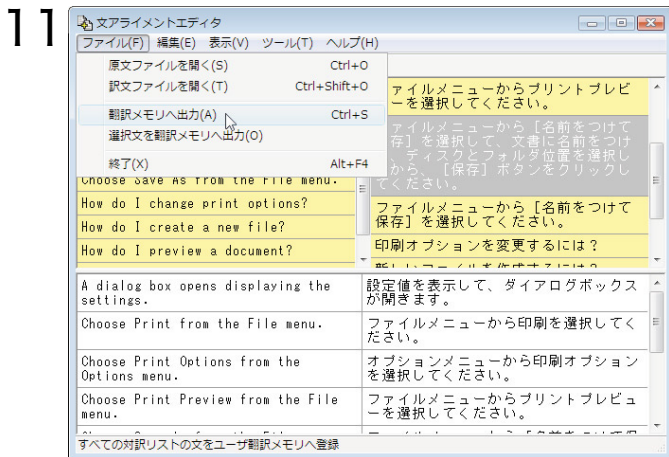 11
文アライメントエディタ
ファイル(F) 編集(E) 表示(V) ツール(T) ヘルプ(H)
原文ファイルを開く(S) Ctrl+O
訳文ファイルを開く(T) Ctrl+Shift+O
翻訳メモリへ出力(A) Ctrl+S
選択文を翻訳メモリへ出力(O)
終了(X) Alt+F4
ァイルメニューからプリントプレビ
ーを選択してください。
ァイルメニューから [名前をつけて
存] を選択して、文書に名前をつけ
、ディスクとフォルダ位置を選択し
から、 [保存] ボタンをクリックし
てください。
Choose Save As from the File menu.
ファイルメニューから [名前をつけて
保存] を選択してください。
How do I change print options?
印刷オプションを変更するには？
How do I create a new file?
How do I preview a document?
新しいファイルを作成するには？
A dialog box opens displaying the
settings.
設定値を表示して、ダイアログボックス
が開きます。
Choose Print from the File menu.
ファイルメニューから印刷を選択してく
ださい。
Choose Print Options from the
Options menu.
オプションメニューから印刷オプション
を選択してください。
Choose Print Preview from the File
menu.
ファイルメニューからプリントプレビュ
ーを選択してください。
すべての対訳リストの文をユーザ翻訳メモリへ登録